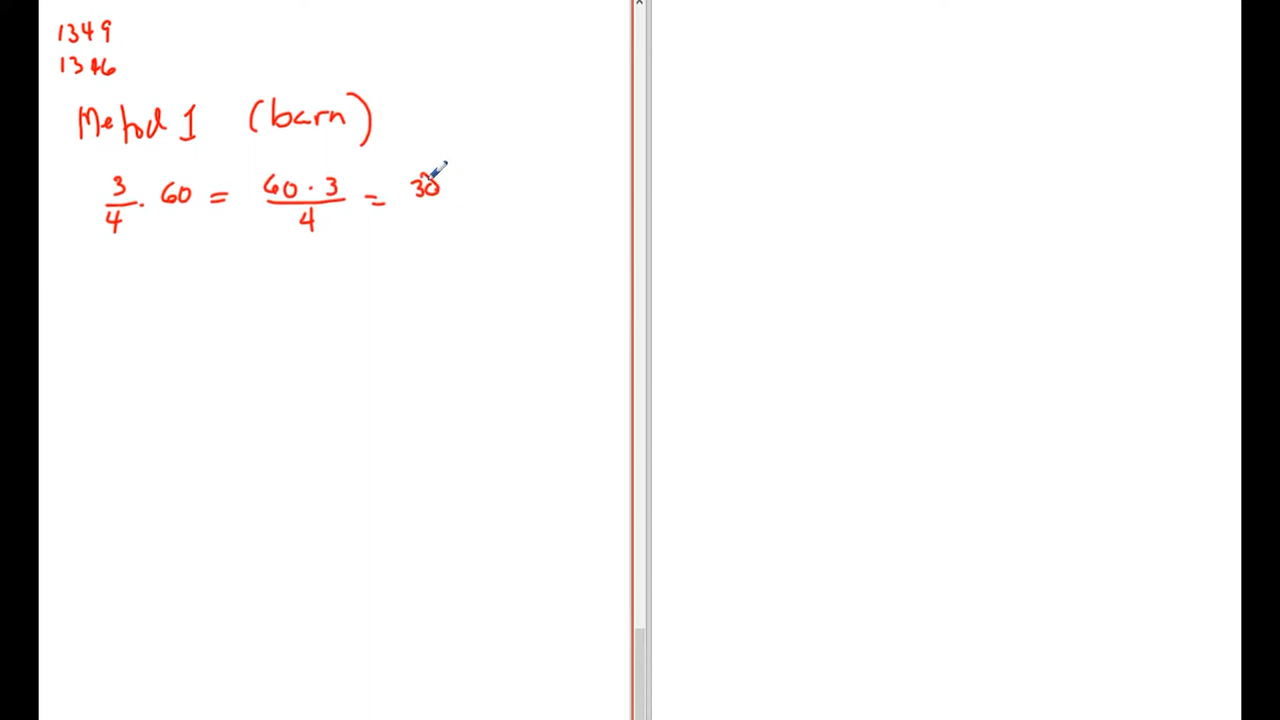 1349
1346
Metod 1 (barn)
3/4 · 60 = 60 · 3/4 = 30